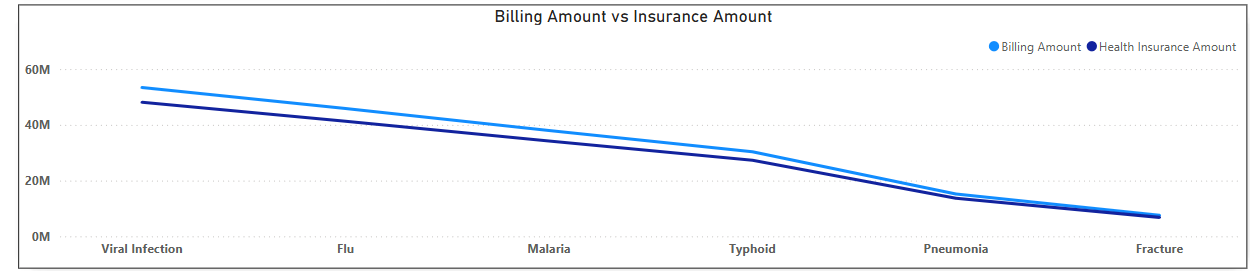 Billing Amount vs Insurance Amount
Billing Amount Health Insurance Amount
60M
40M
20M
0M
Viral Infection Flu Malaria Typhoid Pneumonia Fracture